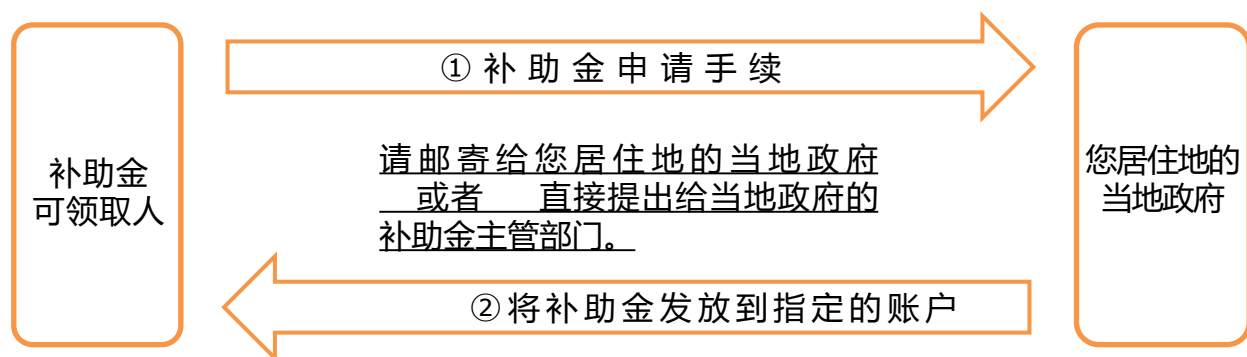 ①补助金申请手续
补助金
可领取人
请邮寄给您居住地的当地政府
或者 直接提出给当地政府的
补助金主管部门。
您居住地的
当地政府
②将补助金发放到指定的账户